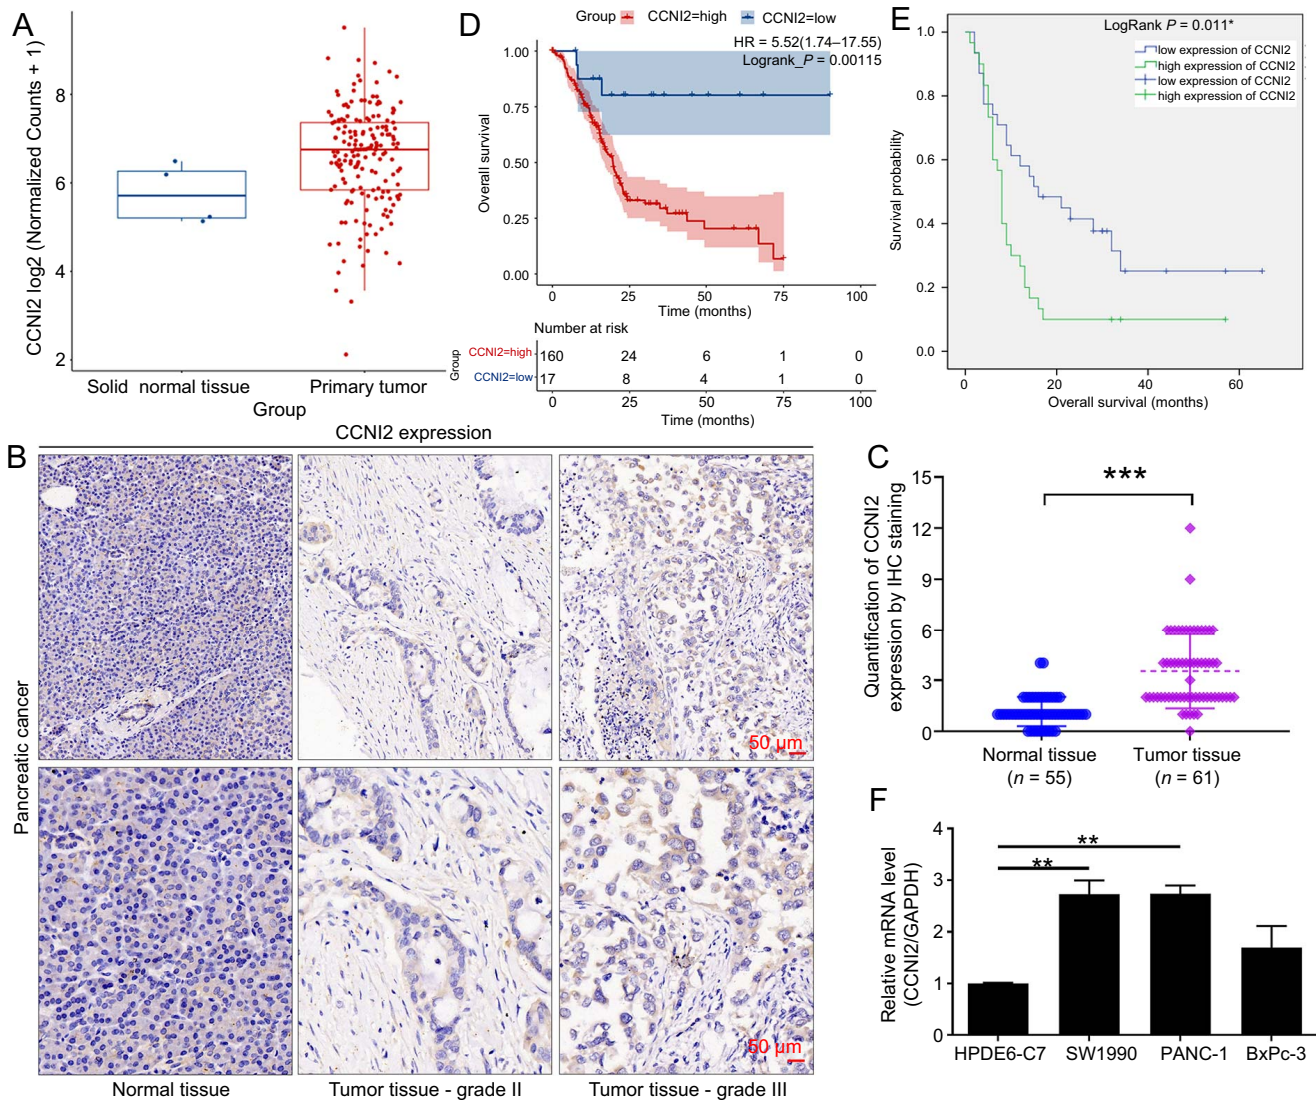 A
CCNI2 log2 (Normalized Counts + 1)
8
6
4
2
Solid normal tissue
Primary tumor
Group
D
Group CCNI2=high CCNI2=low
HR = 5.52(1.74–17.55)
Logrank_P = 0.00115
Overall survival
1.00
0.75
0.50
0.25
0.00
0 25 50 75 100
Time (months)
Number at risk
Group
CCNI2=high 160 24 6 1 0
CCNI2=low 17 8 4 1 0
0 25 50 75 100
Time (months)
E
LogRank P = 0.011*
low expression of CCNI2
high expression of CCNI2
low expression of CCNI2
high expression of CCNI2
Survival probability
1.0
0.8
0.6
0.4
0.2
0.0
0 20 40 60
Overall survival (months)
B
CCNI2 expression
Pancreatic cancer
50 µm
50 µm
Normal tissue
Tumor tissue - grade II
Tumor tissue - grade III
C
Quantification of CCNI2
expression by IHC staining
15
12
9
6
3
0
***
Normal tissue
(n = 55)
Tumor tissue
(n = 61)
F
Relative mRNA level
(CCNI2/GAPDH)
4
3
2
1
0
**
**
HPDE6-C7 SW1990 PANC-1 BxPc-3